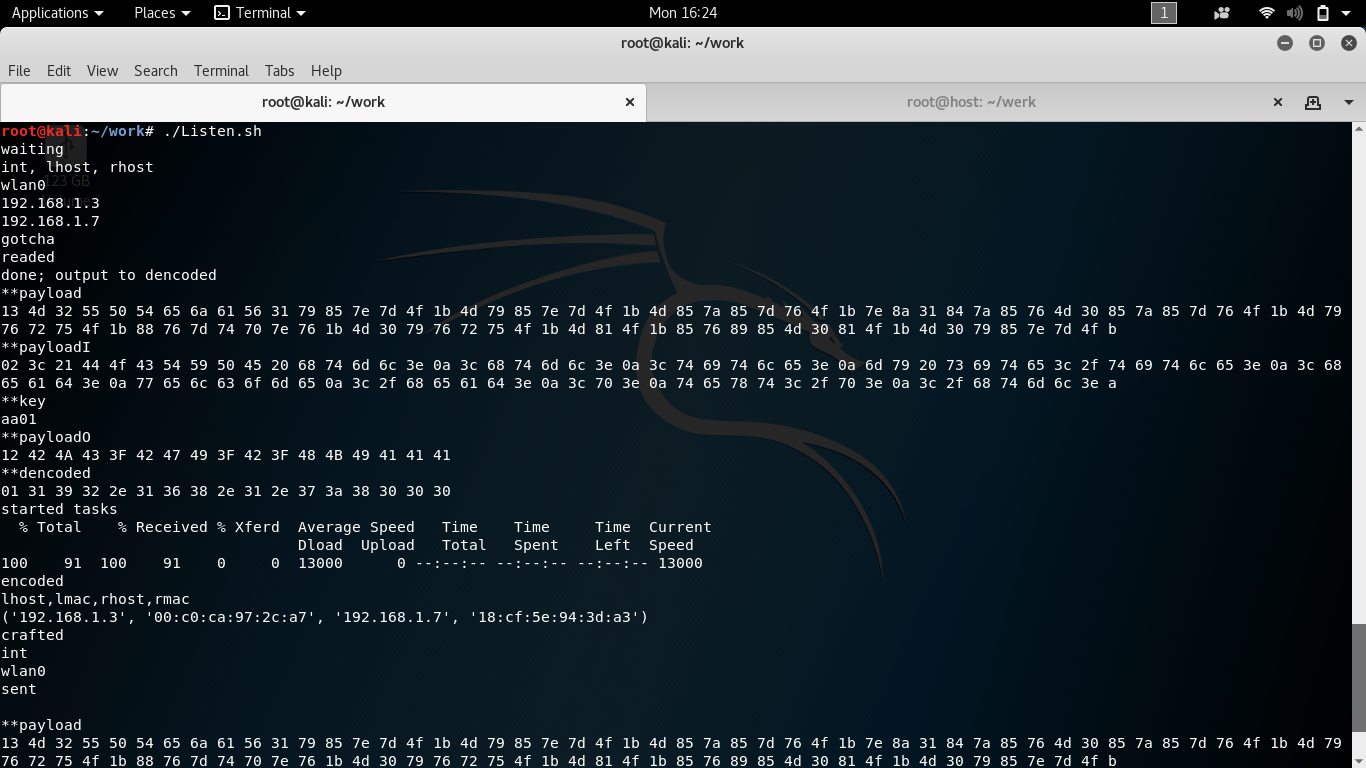 Applications Places Terminal Mon 16:24 1
root@kali: ~/work
File Edit View Search Terminal Tabs Help
root@kali: ~/work × root@host: ~/werk ×
root@kali:~/work# ./Listen.sh
waiting
int, lhost, rhost
123 GB
wlan0
192.168.1.3
192.168.1.7
gotcha
readed
done; output to dencoded
**payload
13 4d 32 55 50 54 65 6a 61 56 31 79 85 7e 7d 4f 1b 4d 79 85 7e 7d 4f 1b 4d 85 7a 85 7d 76 4f 1b 7e 8a 31 84 7a 85 76 4d 30 85 7a 85 7d 76 4f 1b 4d 79
76 72 75 4f 1b 88 76 7d 74 70 7e 76 1b 4d 30 79 76 72 75 4f 1b 4d 81 4f 1b 85 76 89 85 4d 30 81 4f 1b 4d 30 79 85 7e 7d 4f b
**payloadI
02 3c 21 44 4f 43 54 59 50 45 20 68 74 6d 6c 3e 0a 3c 68 74 6d 6c 3e 0a 3c 74 69 74 6c 65 3e 0a 6d 79 20 73 69 74 65 3c 2f 74 69 74 6c 65 3e 0a 3c 68
65 61 64 3e 0a 77 65 6c 63 6f 6d 65 0a 3c 2f 68 65 61 64 3e 0a 3c 70 3e 0a 74 65 78 74 3c 2f 70 3e 0a 3c 2f 68 74 6d 6c 3e a
**key
aa01
**payloadO
12 42 4A 43 3F 42 47 49 3F 42 3F 48 4B 49 41 41 41
**dencoded
01 31 39 32 2e 31 36 38 2e 31 2e 37 3a 38 30 30 30
started tasks
% Total % Received % Xferd Average Speed Time Time Time Current
Dload Upload Total Spent Left Speed
100 91 100 91 0 0 13000 0 --:--:-- --:--:-- --:--:-- 13000
encoded
lhost,lmac,rhost,rmac
('192.168.1.3', '00:c0:ca:97:2c:a7', '192.168.1.7', '18:cf:5e:94:3d:a3')
crafted
int
wlan0
sent
**payload
13 4d 32 55 50 54 65 6a 61 56 31 79 85 7e 7d 4f 1b 4d 79 85 7e 7d 4f 1b 4d 85 7a 85 7d 76 4f 1b 7e 8a 31 84 7a 85 76 4d 30 85 7a 85 7d 76 4f 1b 4d 79
76 72 75 4f 1b 88 76 7d 74 70 7e 76 1b 4d 30 79 76 72 75 4f 1b 4d 81 4f 1b 85 76 89 85 4d 30 81 4f 1b 4d 30 79 85 7e 7d 4f b